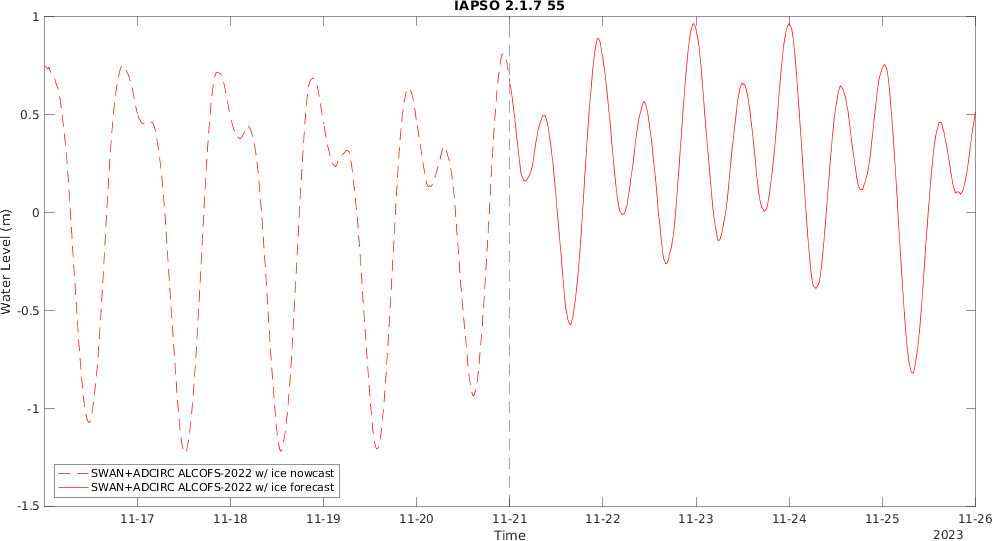 IAPSO 2.1.7 55
1
0.5
0
-0.5
-1
-1.5
Water Level (m)
SWAN+ADCIRC ALCOFS-2022 w/ ice nowcast
SWAN+ADCIRC ALCOFS-2022 w/ ice forecast
11-17 11-18 11-19 11-20 11-21 11-22 11-23 11-24 11-25 11-26
Time
2023